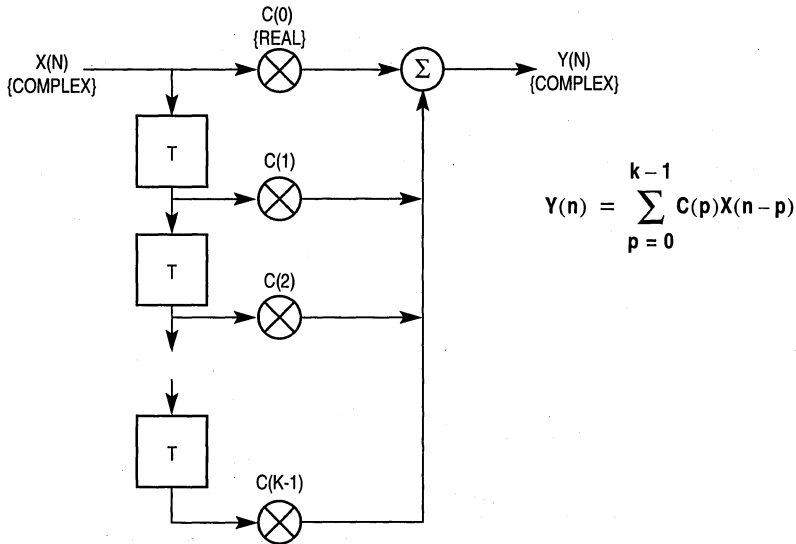 C(0)
{REAL}
X(N)
{COMPLEX}
Σ
Y(N)
{COMPLEX}
T
C(1)
T
C(2)
T
C(K-1)
k − 1
Y(n) = ∑ C(p)X(n − p)
p = 0